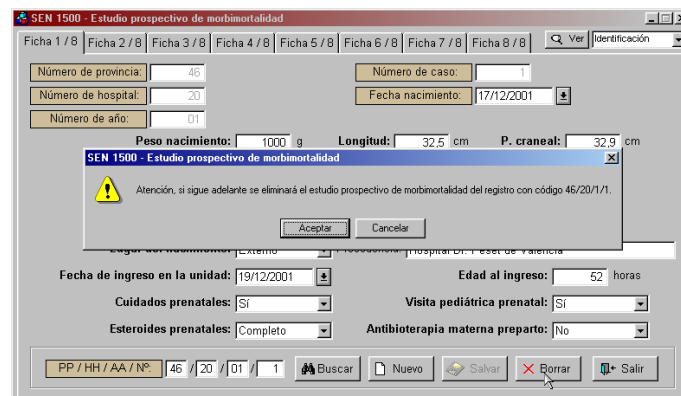 SEN 1500 - Estudio prospectivo de morbimortalidad
Ficha 1 / 8 Ficha 2 / 8 Ficha 3 / 8 Ficha 4 / 8 Ficha 5 / 8 Ficha 6 / 8 Ficha 7 / 8 Ficha 8 / 8 Ver Identificación
Número de provincia: 46 Número de caso: 1
Número de hospital: 20 Fecha nacimiento: 17/12/2001
Número de año: 01
Peso nacimiento: 1000 g Longitud: 32,5 cm P. craneal: 32,9 cm
SEN 1500 - Estudio prospectivo de morbimortalidad
Atención, si sigue adelante se eliminará el estudio prospectivo de morbimortalidad del registro con código 46/20/1/1.
Aceptar Cancelar
Lugar del nacimiento: Externo Procedencia: Hospital Dr. Peset de Valencia
Fecha de ingreso en la unidad: 19/12/2001 Edad al ingreso: 52 horas
Cuidados prenatales: Sí Visita pediátrica prenatal: Sí
Esteroides prenatales: Completo Antibioterapia materna preparto: No
PP / HH / AA / Nº: 46 / 20 / 01 / 1 Buscar Nuevo Salvar Borrar Salir